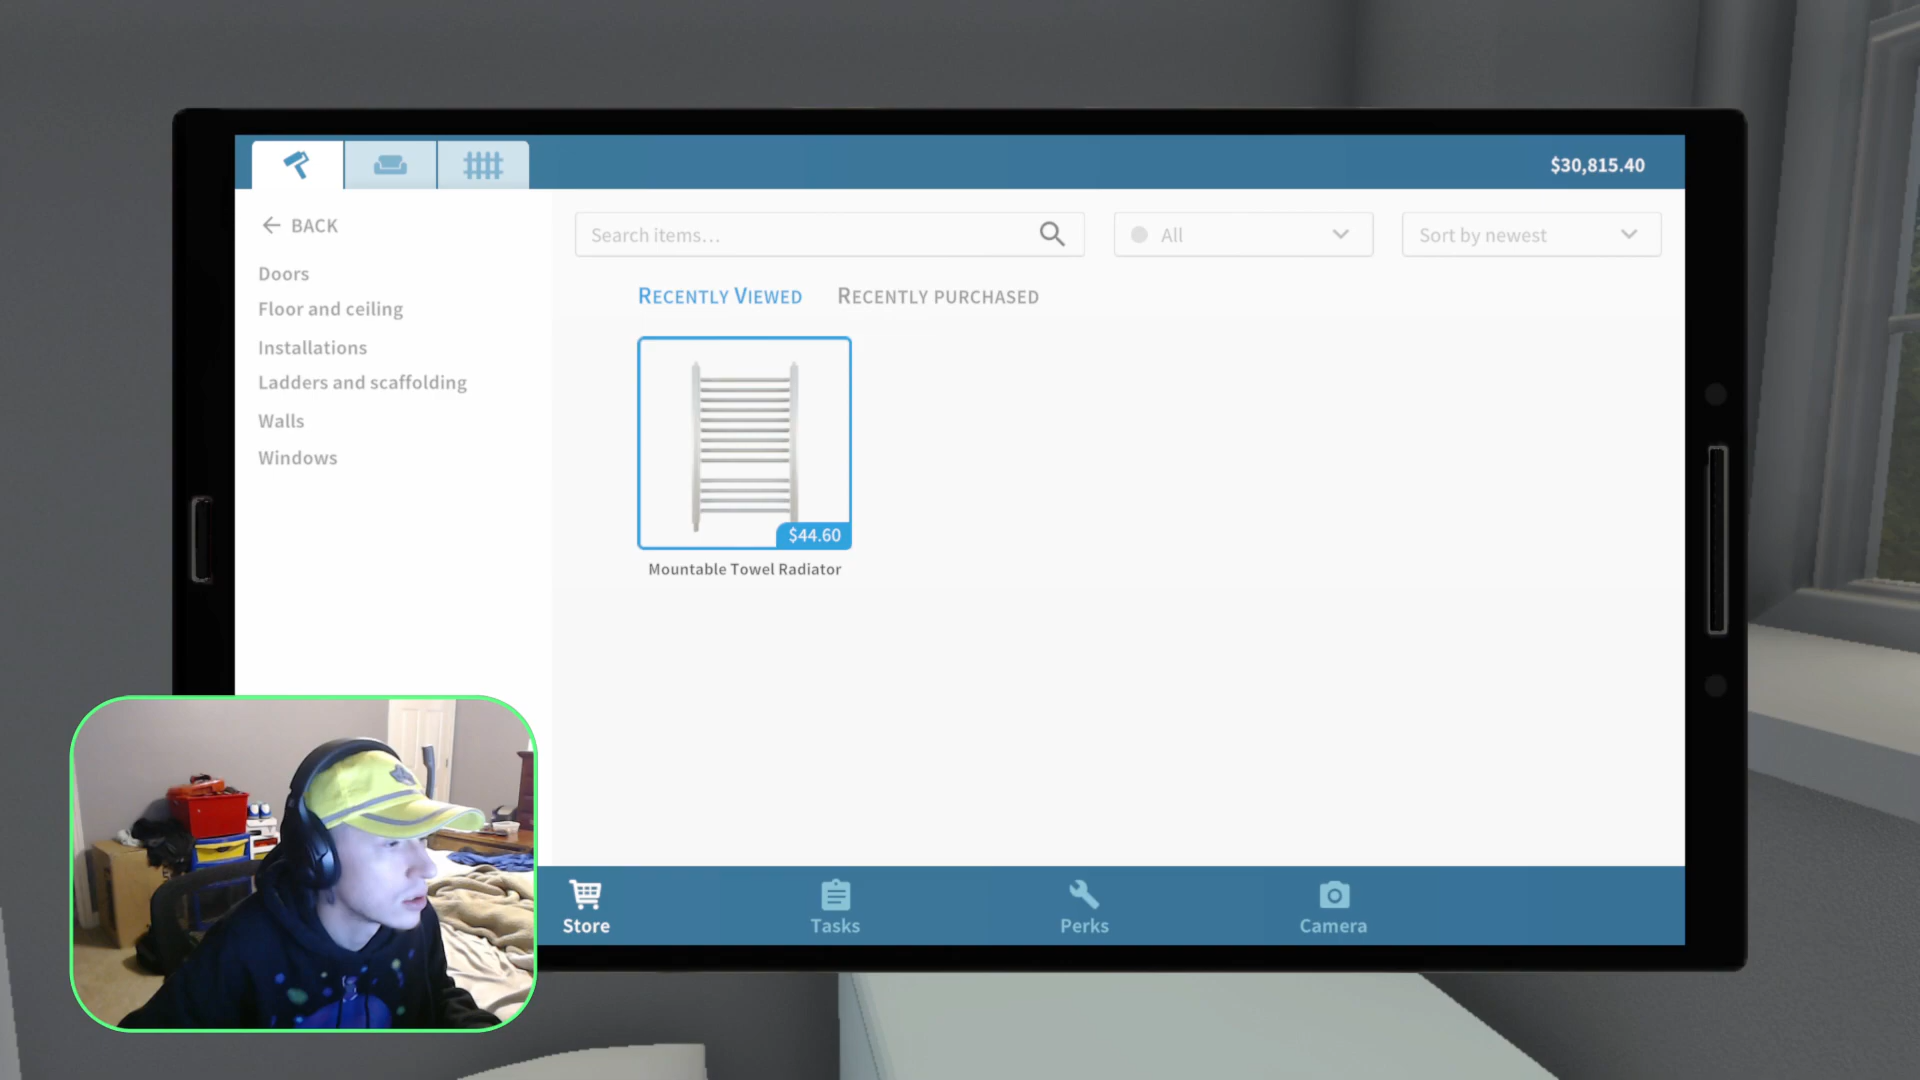 $30,815.40
BACK
Doors
Floor and ceiling
Installations
Ladders and scaffolding
Walls
Windows
Search items...
All
Sort by newest
RECENTLY VIEWED
RECENTLY PURCHASED
$44.60
Mountable Towel Radiator
Store
Tasks
Perks
Camera